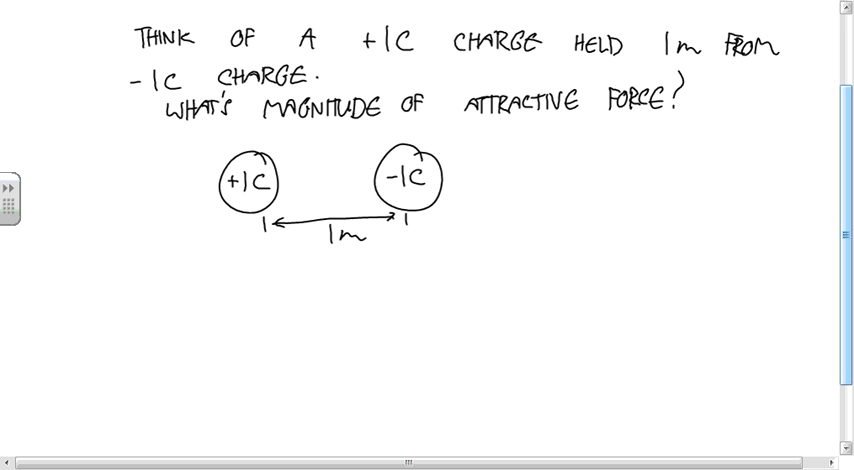 THINK OF A +1C CHARGE HELD 1m FROM
-1C CHARGE.
WHAT'S MAGNITUDE OF ATTRACTIVE FORCE?
+1C
-1C
1m